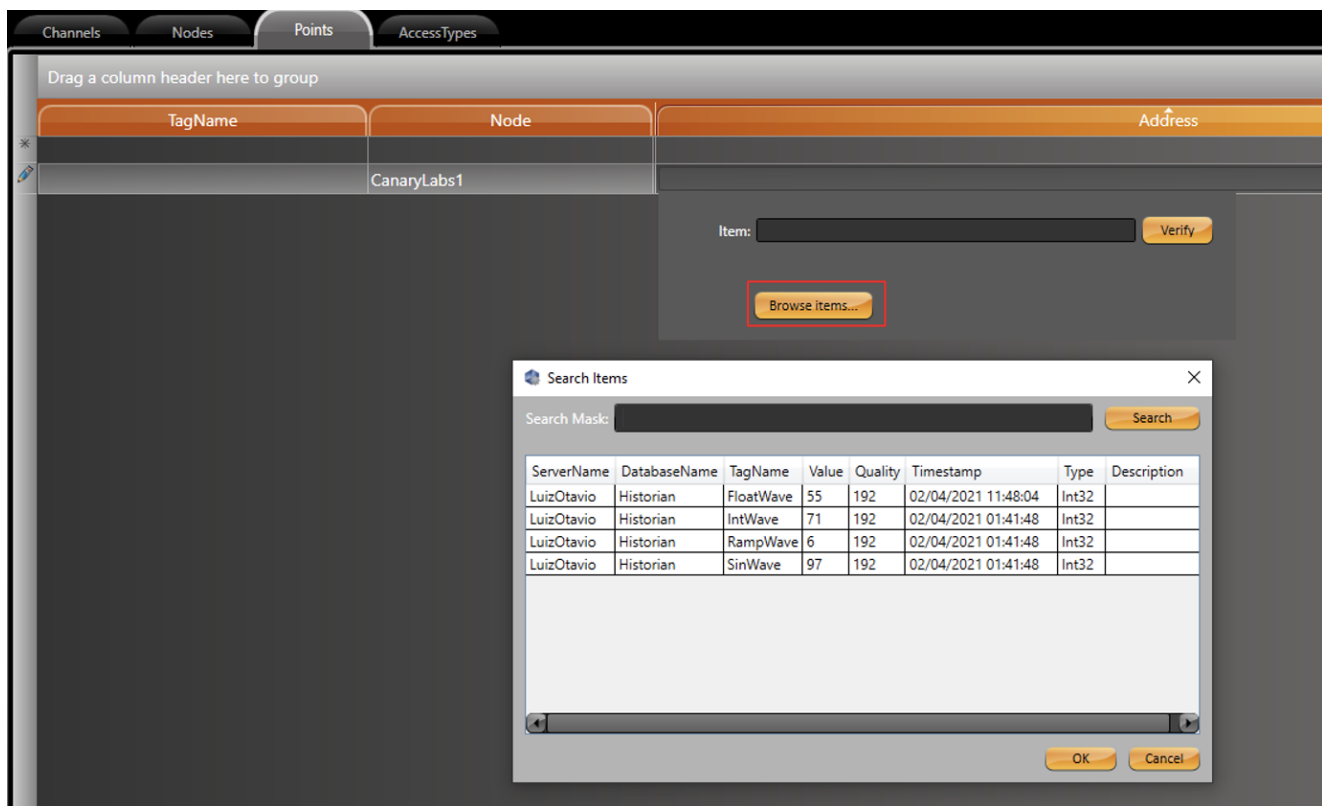 Channels Nodes Points AccessTypes
Drag a column header here to group
TagName Node Address
CanaryLabs1
Item: Verify
Browse items...
Search Items
Search Mask: Search
ServerName DatabaseName TagName Value Quality Timestamp Type Description
LuizOtavio Historian FloatWave 55 192 02/04/2021 11:48:04 Int32
LuizOtavio Historian IntWave 71 192 02/04/2021 01:41:48 Int32
LuizOtavio Historian RampWave 6 192 02/04/2021 01:41:48 Int32
LuizOtavio Historian SinWave 97 192 02/04/2021 01:41:48 Int32
OK Cancel